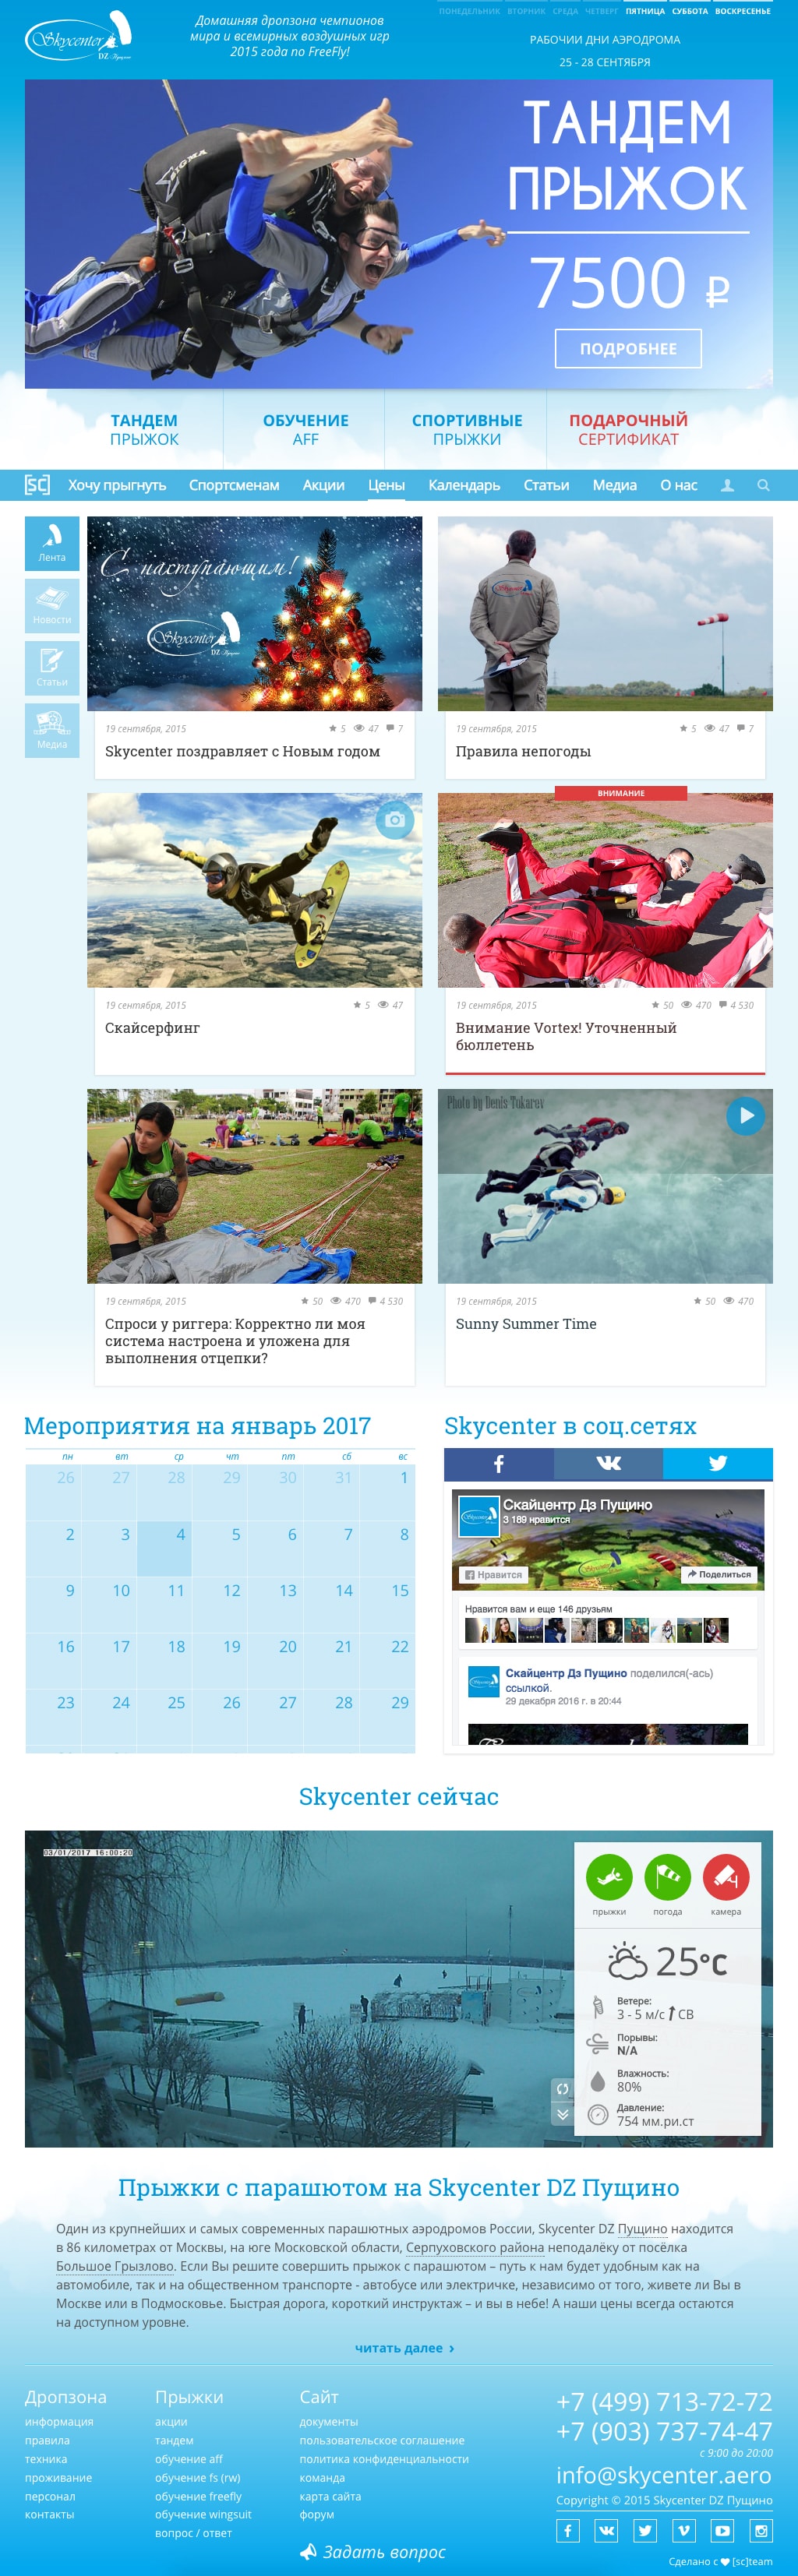 Skycenter
DZ Пущино
Домашняя дропзона чемпионов
мира и всемирных воздушных игр
2015 года по FreeFly!
ПОНЕДЕЛЬНИК ВТОРНИК СРЕДА ЧЕТВЕРГ ПЯТНИЦА СУББОТА ВОСКРЕСЕНЬЕ
РАБОЧИИ ДНИ АЭРОДРОМА
25 - 28 СЕНТЯБРЯ
SIGMA
ТАНДЕМ
ПРЫЖОК
7500 ₽
ПОДРОБНЕЕ
ТАНДЕМ
ПРЫЖОК
ОБУЧЕНИЕ
AFF
СПОРТИВНЫЕ
ПРЫЖКИ
ПОДАРОЧНЫЙ
СЕРТИФИКАТ
[SC] Хочу прыгнуть Спортсменам Акции Цены Календарь Статьи Медиа О нас
Лента
Новости
Статьи
Медиа
С наступающим!
Skycenter
DZ Пущино
19 сентября, 2015 5 47 7
Skycenter поздравляет с Новым годом
19 сентября, 2015 5 47 7
Правила непогоды
19 сентября, 2015 5 47
Скайсерфинг
ВНИМАНИЕ
19 сентября, 2015 50 470 4 530
Внимание Vortex! Уточненный
бюллетень
19 сентября, 2015 50 470 4 530
Спроси у риггера: Корректно ли моя
система настроена и уложена для
выполнения отцепки?
Photo by Denis Tokarev
19 сентября, 2015 50 470
Sunny Summer Time
Мероприятия на январь 2017
пн вт ср чт пт сб вс
26 27 28 29 30 31 1
2 3 4 5 6 7 8
9 10 11 12 13 14 15
16 17 18 19 20 21 22
23 24 25 26 27 28 29
Skycenter в соц.сетях
Скайцентр Дз Пущино
3 189 нравится
Нравится
Поделиться
Нравится вам и еще 146 друзьям
Скайцентр Дз Пущино поделился(-ась)
ссылкой.
29 декабря 2016 г. в 20:44
Skycenter сейчас
03/01/2017 16:00:20
прыжки погода камера
25°C
Ветере:
3 - 5 м/с СВ
Порывы:
N/A
Влажность:
80%
Давление:
754 мм.ри.ст
Прыжки с парашютом на Skycenter DZ Пущино
Один из крупнейших и самых современных парашютных аэродромов России, Skycenter DZ Пущино находится
в 86 километрах от Москвы, на юге Московской области, Серпуховского района неподалёку от посёлка
Большое Грызлово. Если Вы решите совершить прыжок с парашютом – путь к нам будет удобным как на
автомобиле, так и на общественном транспорте - автобусе или электричке, независимо от того, живете ли Вы в
Москве или в Подмосковье. Быстрая дорога, короткий инструктаж – и вы в небе! А наши цены всегда остаются
на доступном уровне.
читать далее ›
Дропзона
информация
правила
техника
проживание
персонал
контакты
Прыжки
акции
тандем
обучение aff
обучение fs (rw)
обучение freefly
обучение wingsuit
вопрос / ответ
Сайт
документы
пользовательское соглашение
политика конфиденциальности
команда
карта сайта
форум
Задать вопрос
+7 (499) 713-72-72
+7 (903) 737-74-47
с 9:00 до 20:00
info@skycenter.aero
Copyright © 2015 Skycenter DZ Пущино
Сделано с ❤ [sc]team